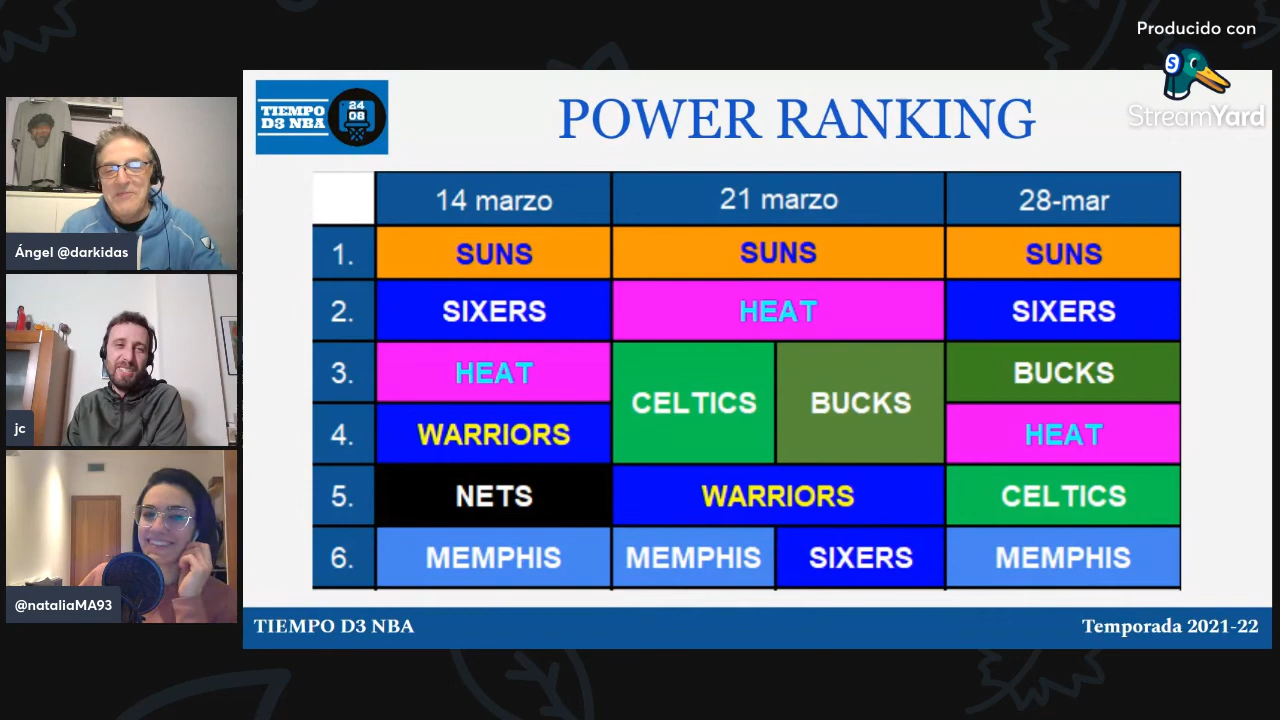 Producido con
StreamYard
TIEMPO
D3 NBA
24
08
POWER RANKING
14 marzo 21 marzo 28-mar
1. SUNS SUNS SUNS
2. SIXERS HEAT SIXERS
3. HEAT CELTICS BUCKS BUCKS
4. WARRIORS HEAT
5. NETS WARRIORS CELTICS
6. MEMPHIS MEMPHIS SIXERS MEMPHIS
TIEMPO D3 NBA Temporada 2021-22
Ángel @darkidas
jc
@nataliaMA93